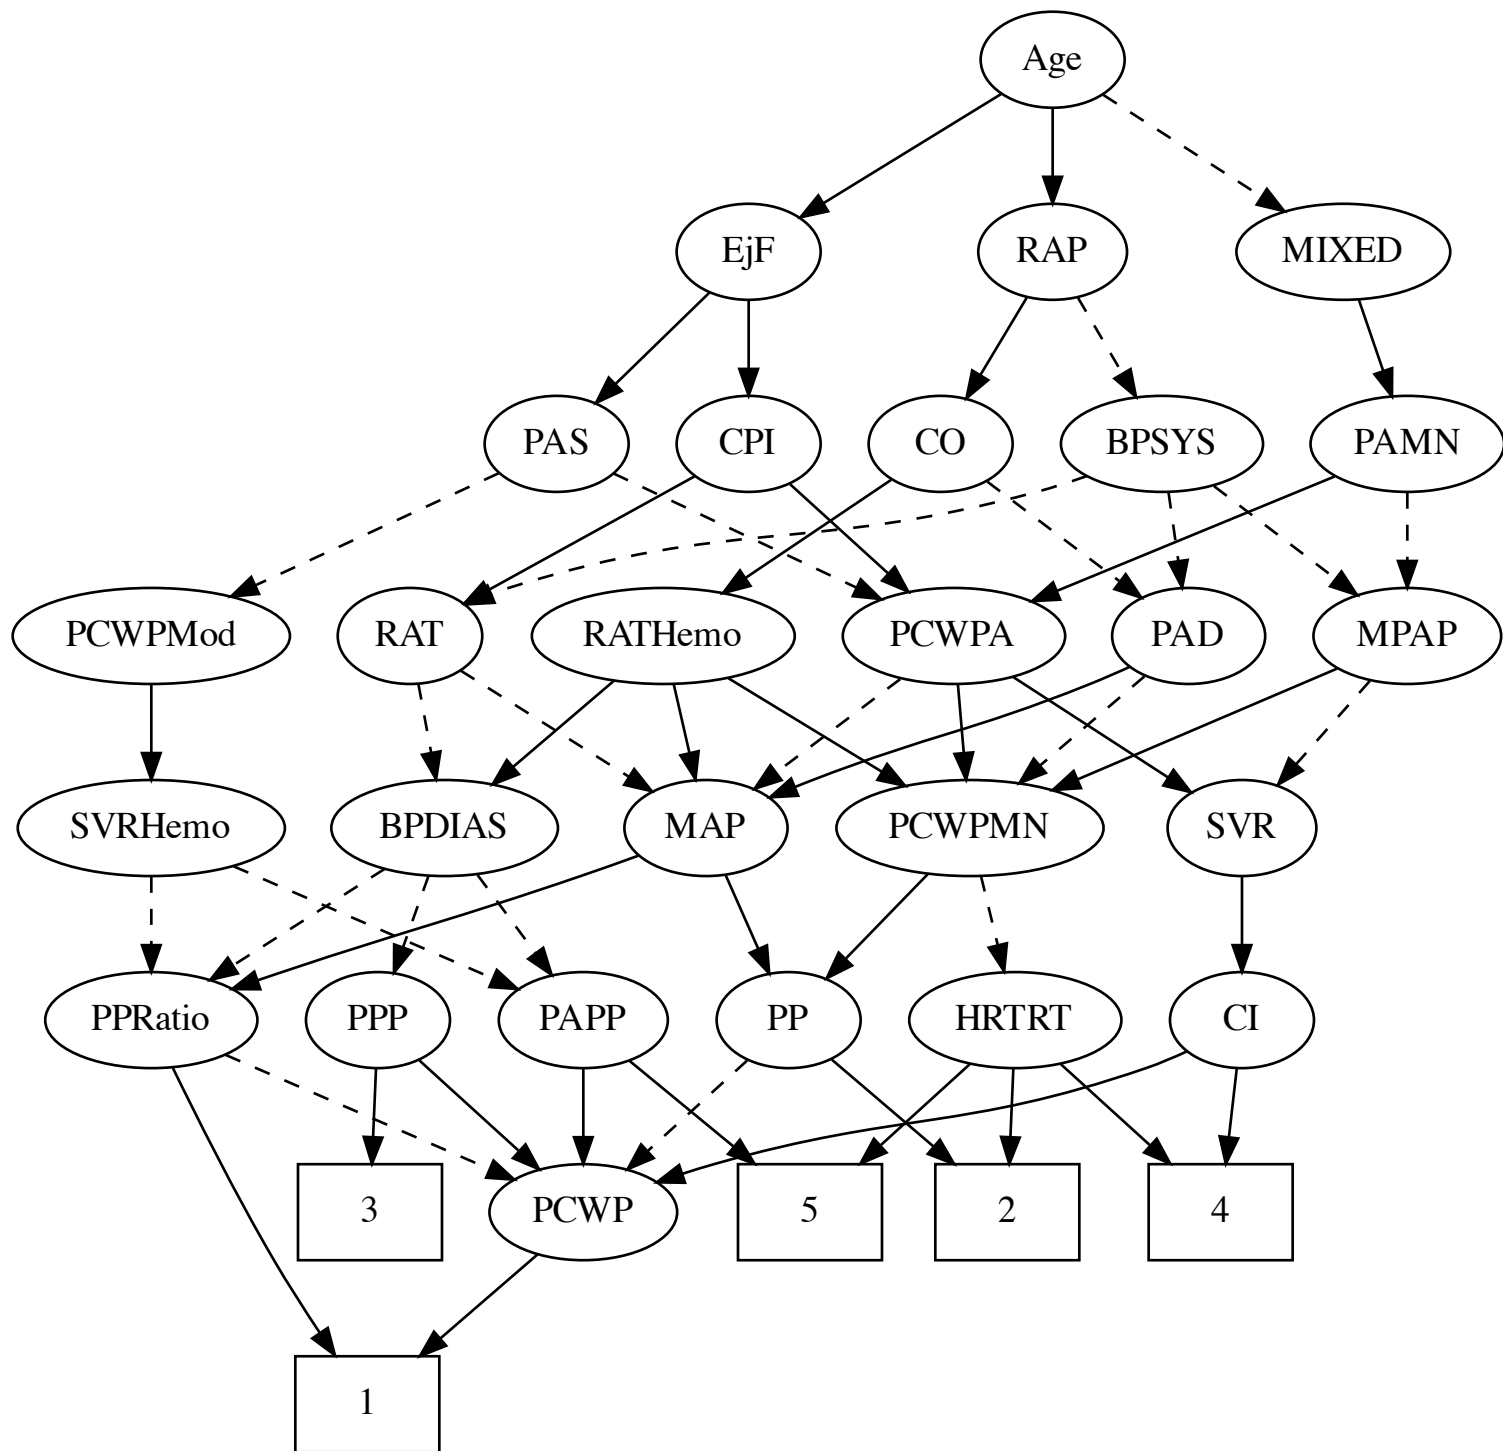 Age
EjF
RAP
MIXED
PAS
CPI
CO
BPSYS
PAMN
PCWPMod
RAT
RATHemo
PCWPA
PAD
MPAP
SVRHemo
BPDIAS
MAP
PCWPMN
SVR
PPRatio
PPP
PAPP
PP
HRTRT
CI
3
PCWP
5
2
4
1